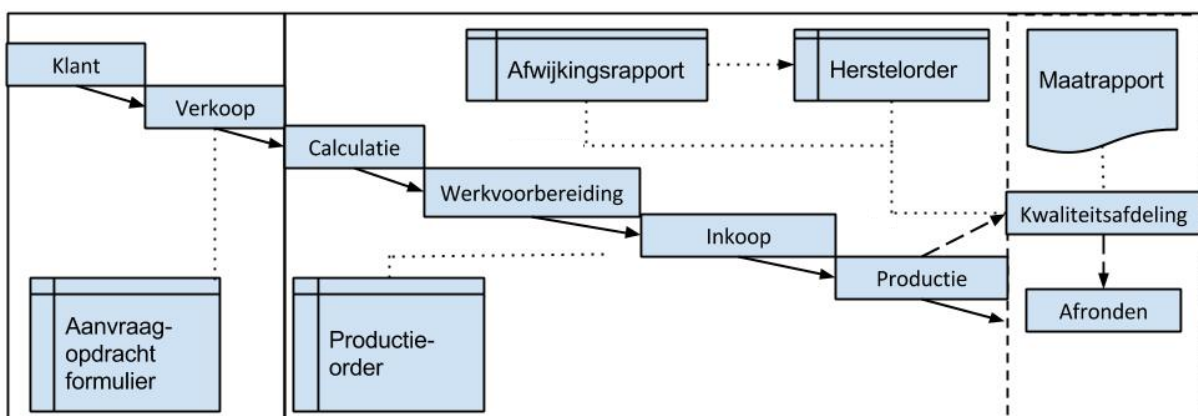 Klant
Verkoop
Calculatie
Werkvoorbereiding
Inkoop
Productie
Afwijkingsrapport
Herstelorder
Maatrapport
Kwaliteitsafdeling
Afronden
Aanvraag-
opdracht
formulier
Productie-
order